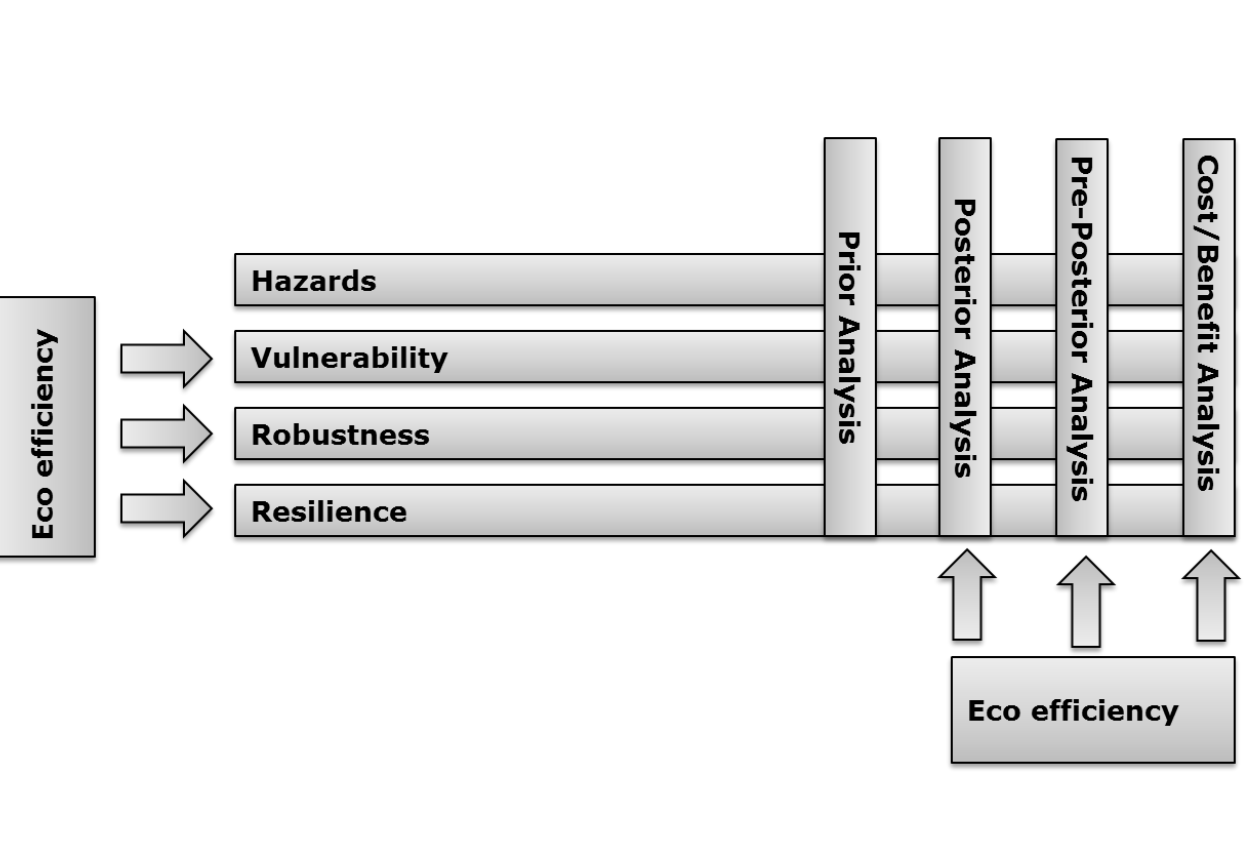 Hazards
Vulnerability
Robustness
Resilience
Eco efficiency
Prior Analysis
Posterior Analysis
Pre-Posterior Analysis
Cost/Benefit Analysis
Eco efficiency